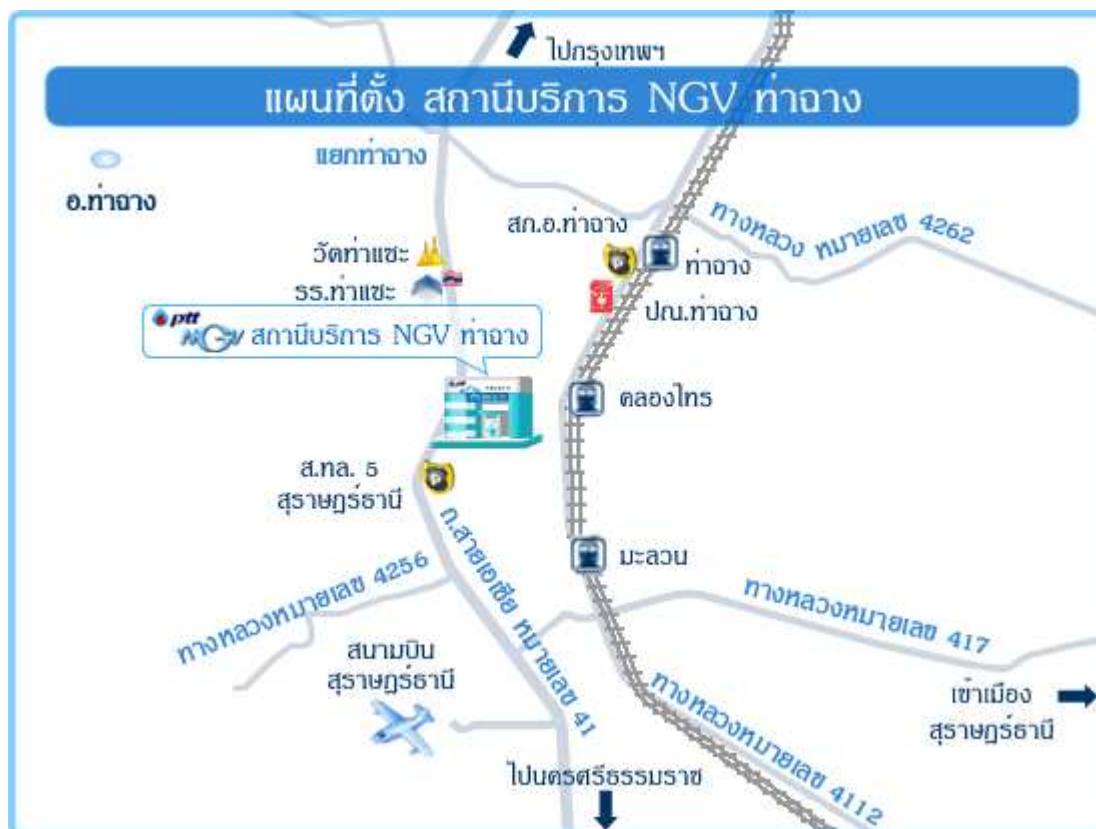 ไปกรุงเทพฯ
แผนที่ตั้ง สถานีบริการ NGV ท่าฉาง
แยกท่าฉาง
อ.ท่าฉาง
สภ.อ.ท่าฉาง
ทางหลวง หมายเลข 4262
วัดท่าแซะ
ท่าฉาง
รร.ท่าแซะ
ปณ.ท่าฉาง
ptt
NGV สถานีบริการ NGV ท่าฉาง
คลองไทร
ส.ทล. 5
สุราษฎร์ธานี
ถ.สายเอเซีย หมายเลข 41
มะลวน
ทางหลวงหมายเลข 4256
ทางหลวงหมายเลข 417
สนามบิน
สุราษฎร์ธานี
เข้าเมือง
สุราษฎร์ธานี
ทางหลวงหมายเลข 4112
ไปนครศรีธรรมราช